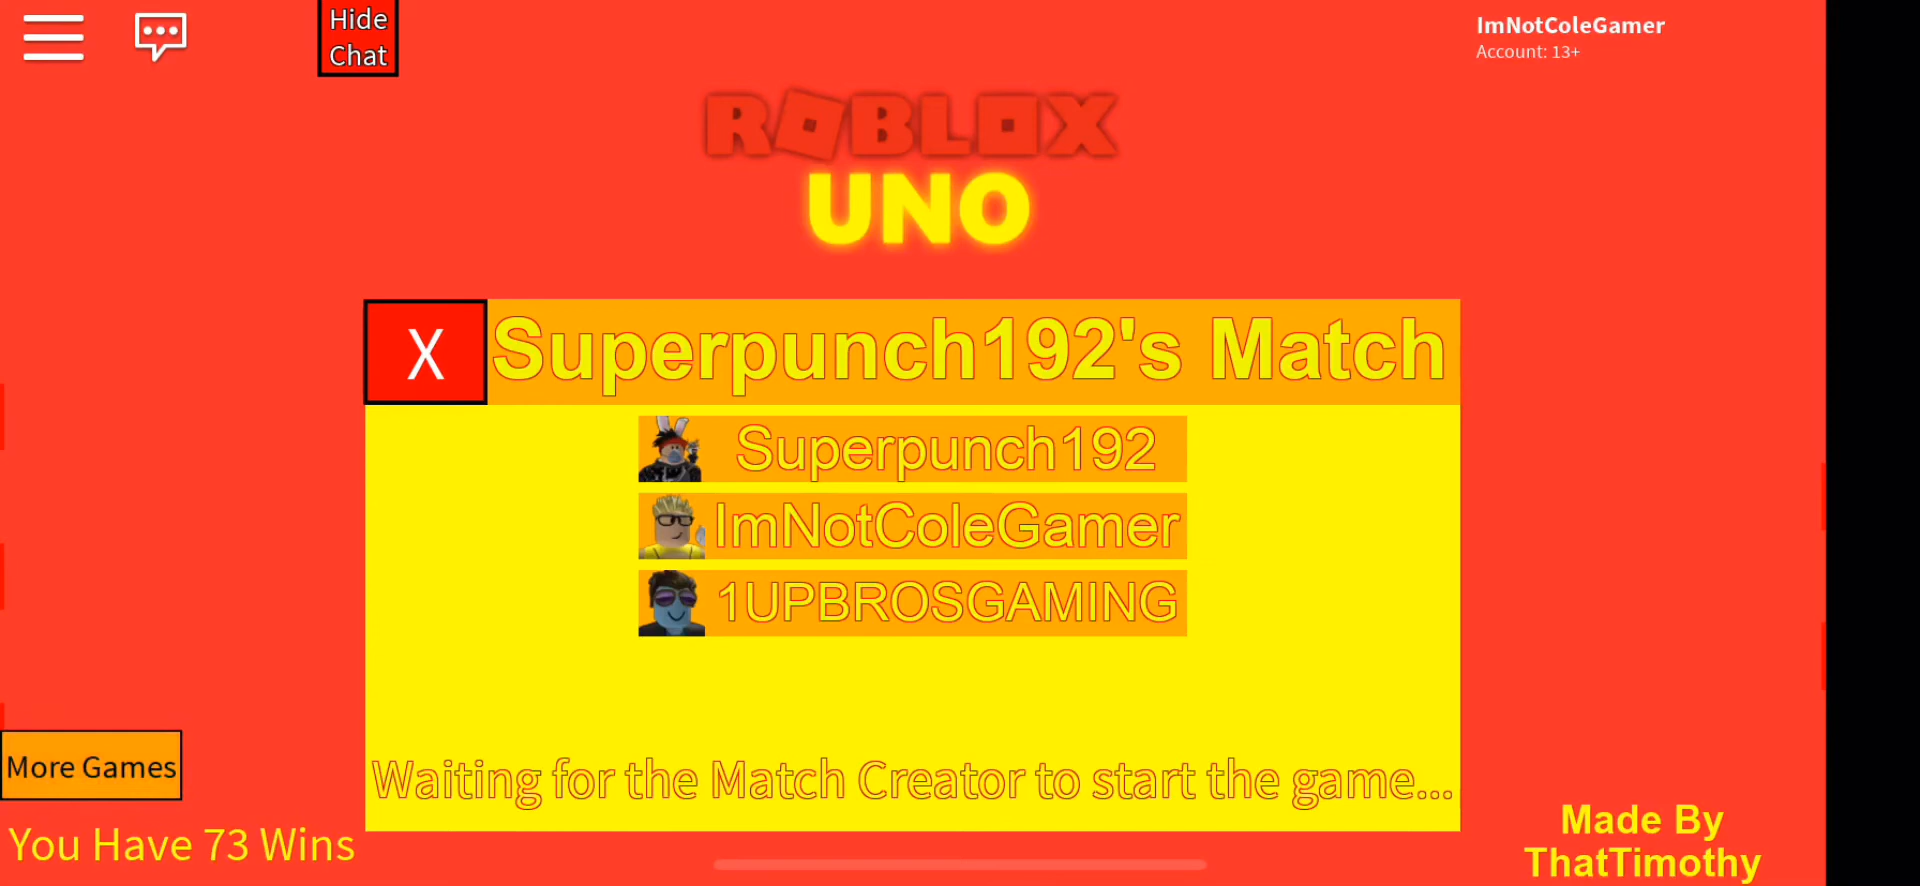 Hide
Chat
ImNotColeGamer
Account: 13+
ROBLOX
UNO
X
Superpunch192's Match
Superpunch192
ImNotColeGamer
1UPBROSGAMING
Waiting for the Match Creator to start the game...
More Games
You Have 73 Wins
Made By
ThatTimothy